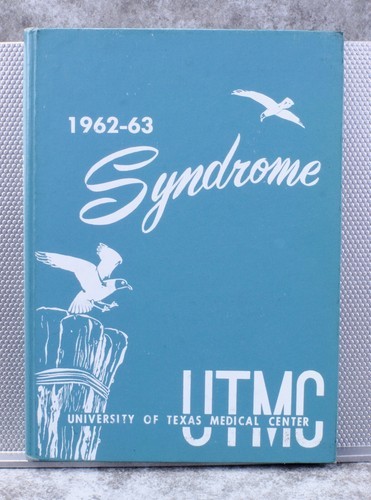 1962-63
Syndrome
UTMC
UNIVERSITY OF TEXAS MEDICAL CENTER